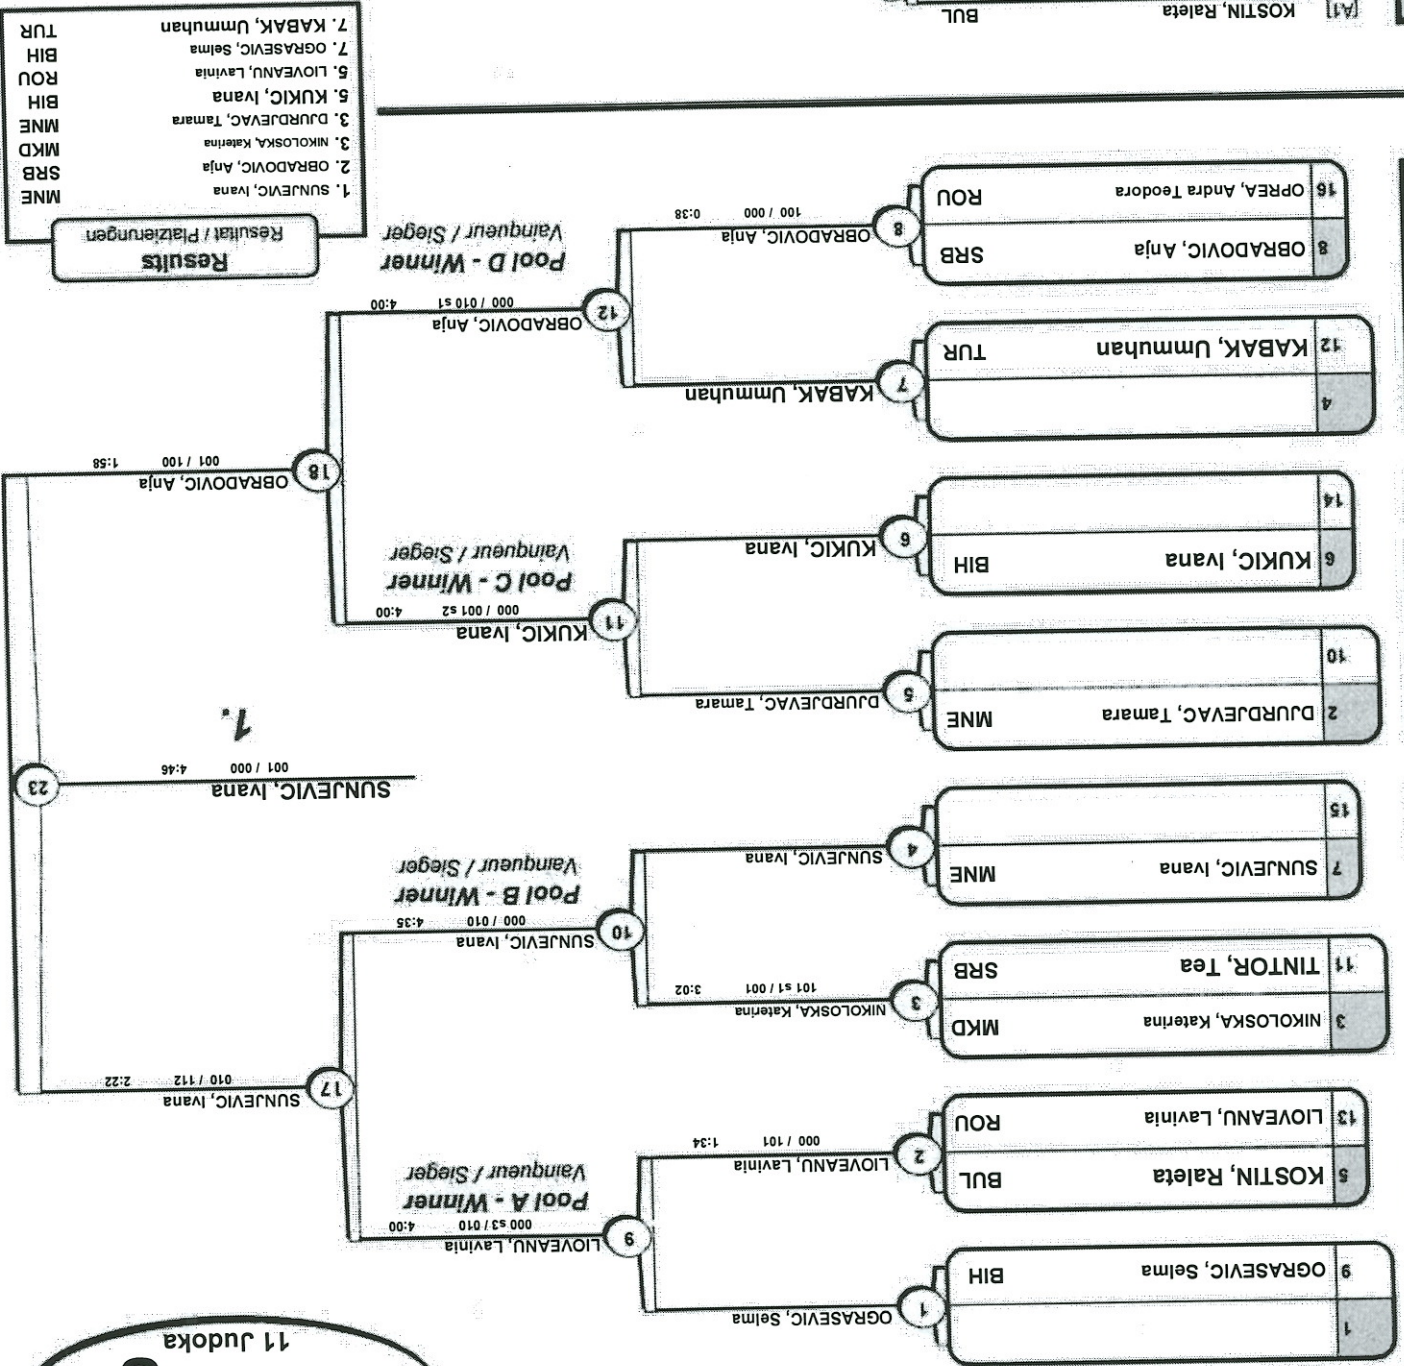 11 Judoka
1
9 OGRASEVIC, Selma BIH
1
OGRASEVIC, Selma
9
LIOVEANU, Lavinia
000 s3 / 010 4:00
Pool A - Winner
Vainqueur / Sieger
5 KOSTIN, Raleta BUL
13 LIOVEANU, Lavinia ROU
2
LIOVEANU, Lavinia
000 / 101 1:34
17
SUNJEVIC, Ivana
010 / 112 2:22
3 NIKOLOSKA, Katerina MKD
11 TINTOR, Tea SRB
3
NIKOLOSKA, Katerina
101 s1 / 001 3:02
10
SUNJEVIC, Ivana
000 / 010 4:35
Pool B - Winner
Vainqueur / Sieger
7 SUNJEVIC, Ivana MNE
15
4
SUNJEVIC, Ivana
23
SUNJEVIC, Ivana
001 / 000 4:46
1.
2 DJURDJEVAC, Tamara MNE
10
5
DJURDJEVAC, Tamara
11
KUKIC, Ivana
000 / 001 s2 4:00
Pool C - Winner
Vainqueur / Sieger
6 KUKIC, Ivana BIH
14
6
KUKIC, Ivana
18
OBRADOVIC, Anja
001 / 100 1:58
4
12 KABAK, Ummuhan TUR
7
KABAK, Ummuhan
12
OBRADOVIC, Anja
000 / 010 s1 4:00
Pool D - Winner
Vainqueur / Sieger
8 OBRADOVIC, Anja SRB
16 OPREA, Andra Teodora ROU
8
OBRADOVIC, Anja
100 / 000 0:38
Results
Resultat / Platzierungen
1. SUNJEVIC, Ivana MNE
2. OBRADOVIC, Anja SRB
3. NIKOLOSKA, Katerina MKD
3. DJURDJEVAC, Tamara MNE
5. KUKIC, Ivana BIH
5. LIOVEANU, Lavinia ROU
7. OGRASEVIC, Selma BIH
7. KABAK, Ummuhan TUR
[A1] KOSTIN, Raleta BUL